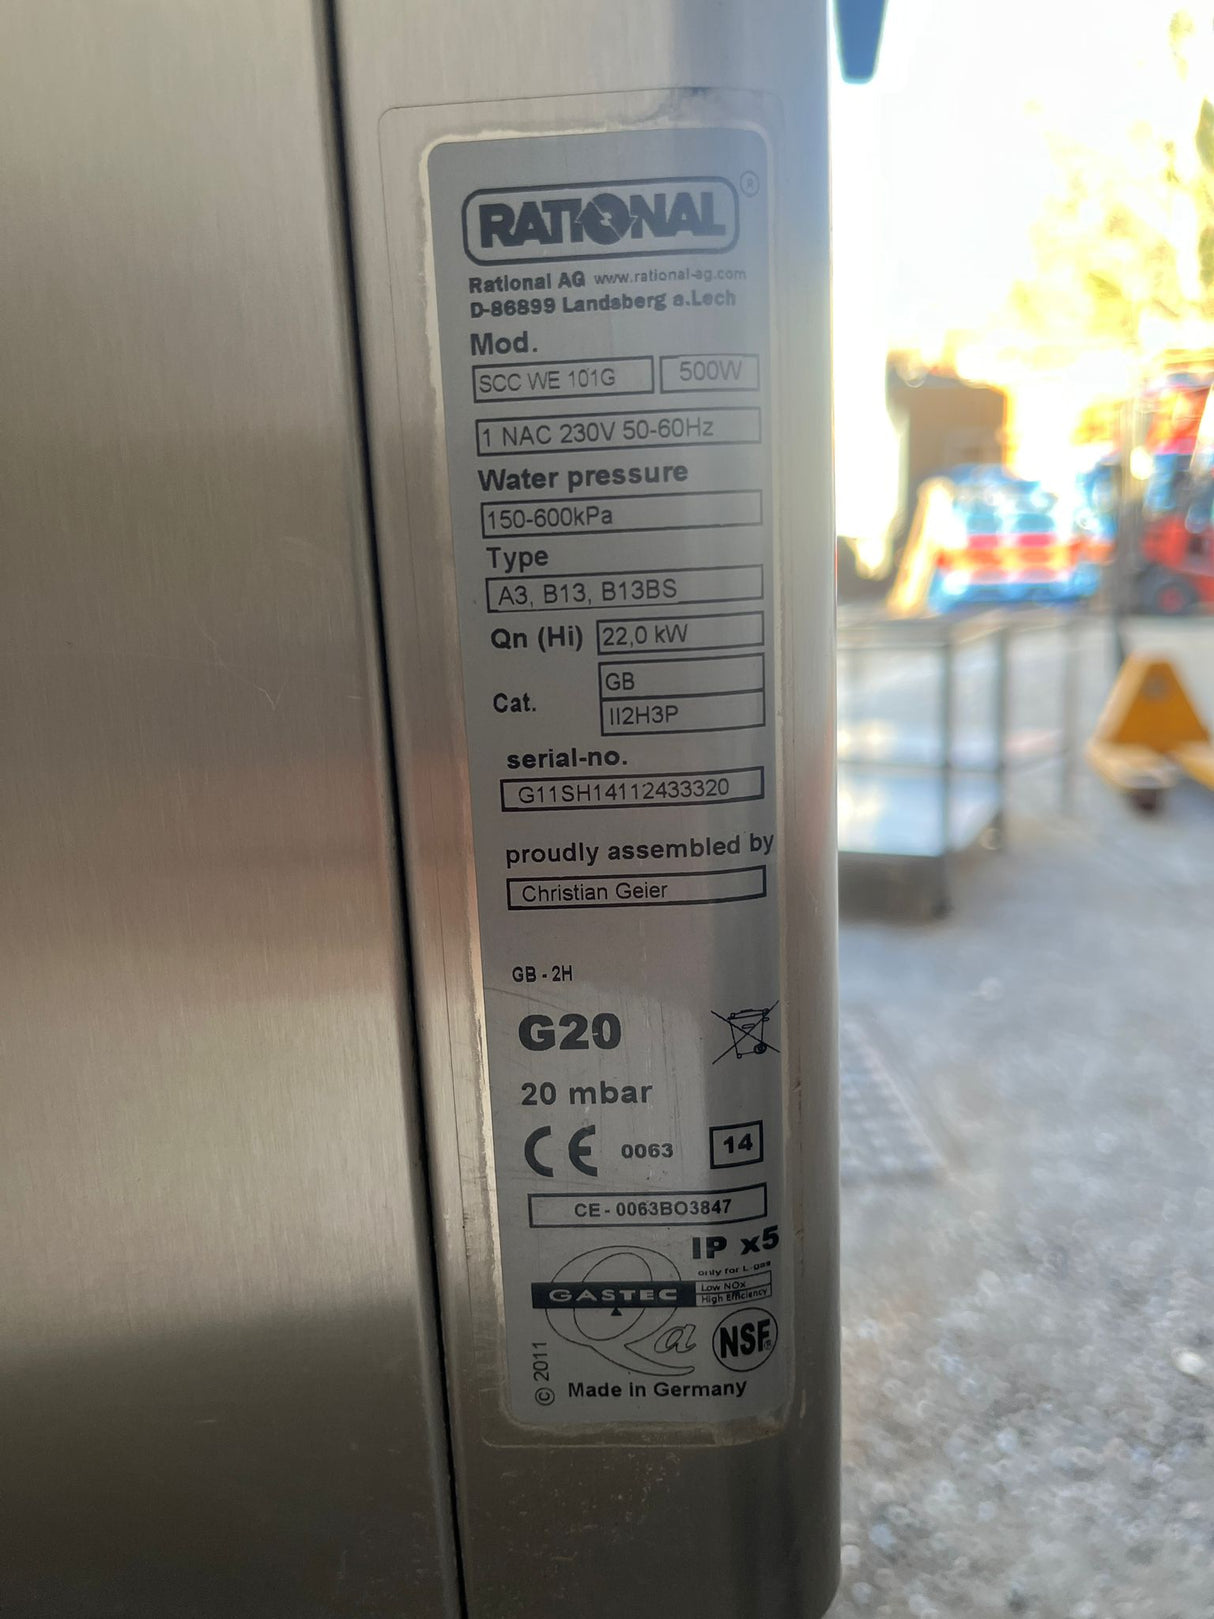 RATIONAL ®
Rational AG www.rational-ag.com
D-86899 Landsberg a.Lech
Mod.
SCC WE 101G 500W
1 NAC 230V 50-60Hz
Water pressure
150-600kPa
Type
A3, B13, B13BS
Qn (Hi) 22,0 kW
Cat. GB
II2H3P
serial-no.
G11SH14112433320
proudly assembled by
Christian Geier
GB - 2H
G20
20 mbar
CE 0063 14
CE - 0063BO3847
IP x5
only for L-gas
GASTEC Low NOx
High Efficiency
Qa NSF®
© 2011
Made in Germany